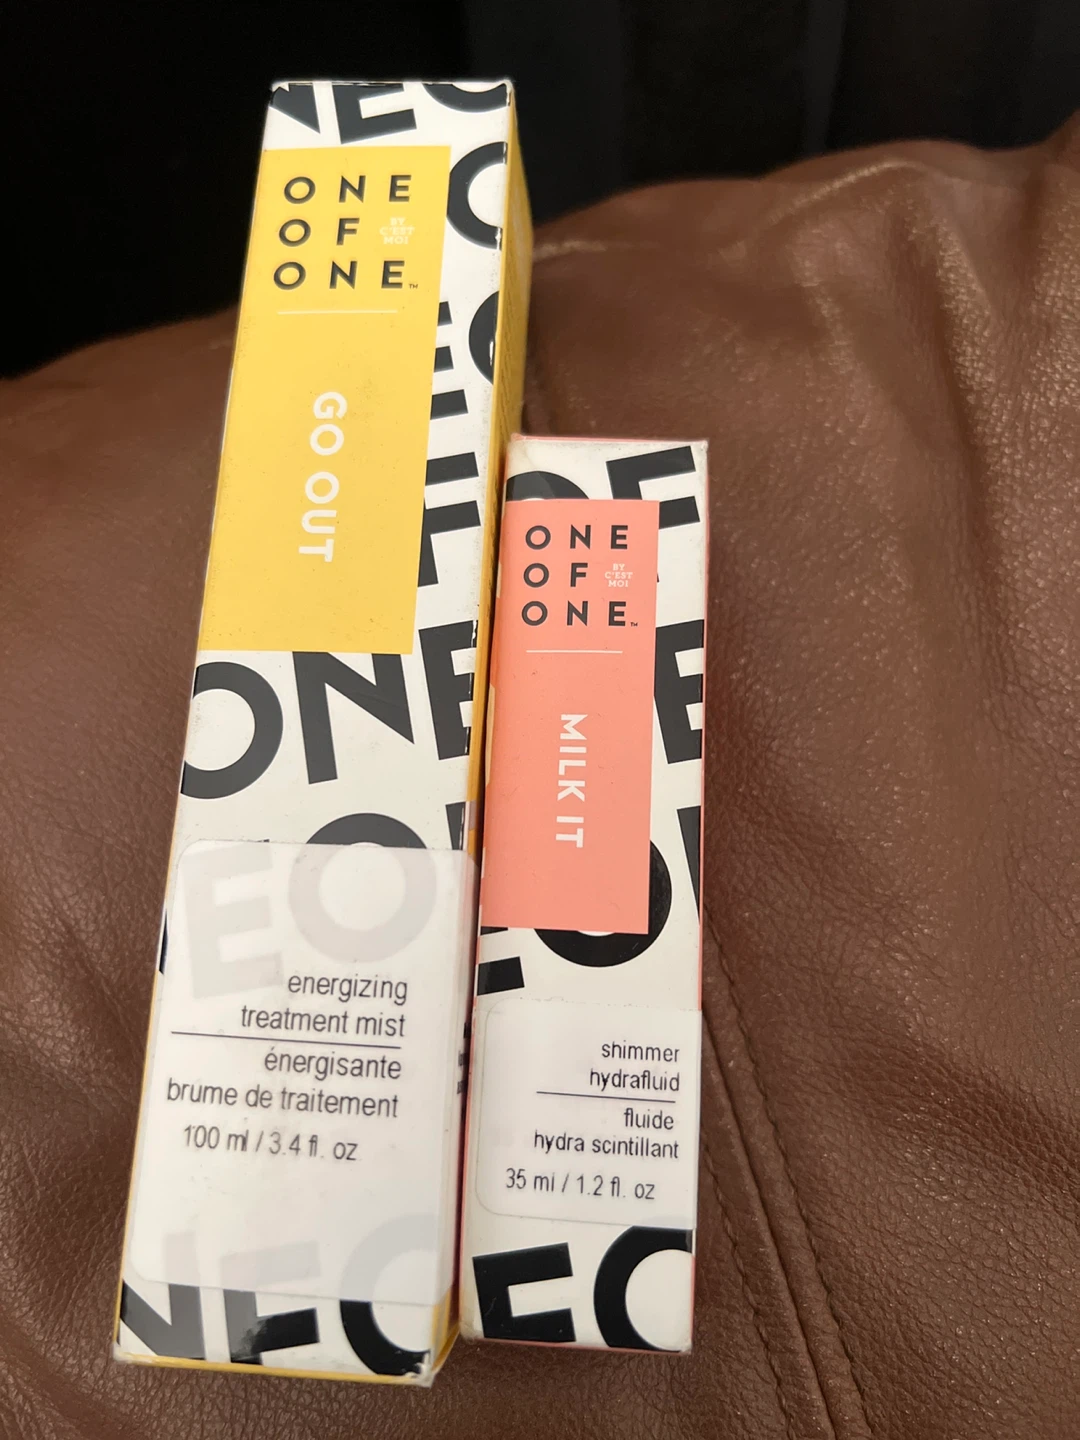 ONE
OF BY C'EST MOI
ONE™
GO OUT
energizing
treatment mist
énergisante
brume de traitement
100 ml / 3.4 fl. oz
ONE
OF BY C'EST MOI
ONE™
MILK IT
shimmer
hydrafluid
fluide
hydra scintillant
35 ml / 1.2 fl. oz